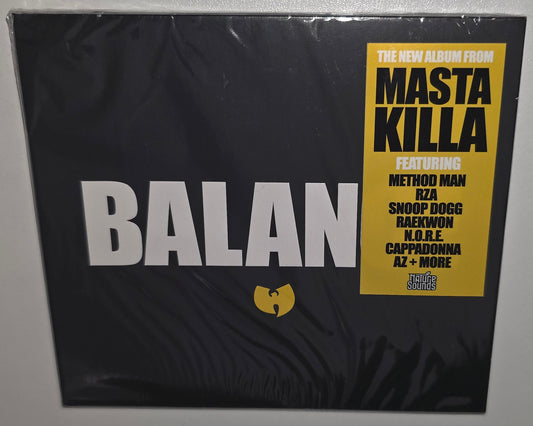 THE NEW ALBUM FROM
MASTA
KILLA
FEATURING
METHOD MAN
RZA
SNOOP DOGG
RAEKWON
N.O.R.E.
CAPPADONNA
AZ + MORE
NATURE
SOUNDS
BALAN